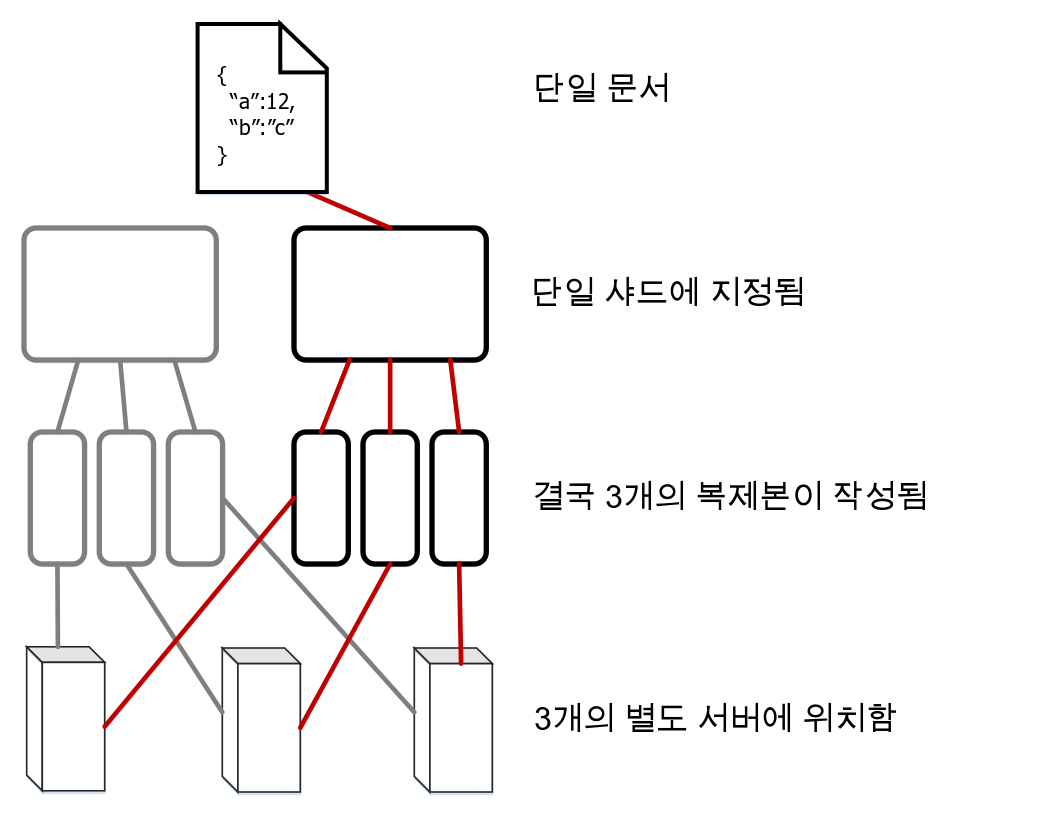 {
“a”:12,
“b”:”c”
}
단일 문서
단일 샤드에 지정됨
결국 3개의 복제본이 작성됨
3개의 별도 서버에 위치함